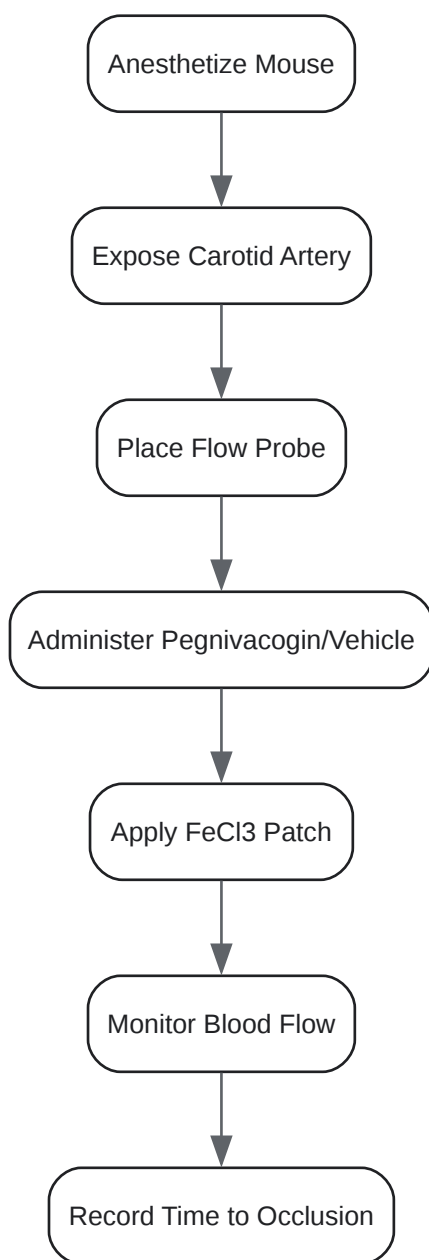 Anesthetize Mouse
Expose Carotid Artery
Place Flow Probe
Administer Pegnivacogin/Vehicle
Apply FeCl3 Patch
Monitor Blood Flow
Record Time to Occlusion